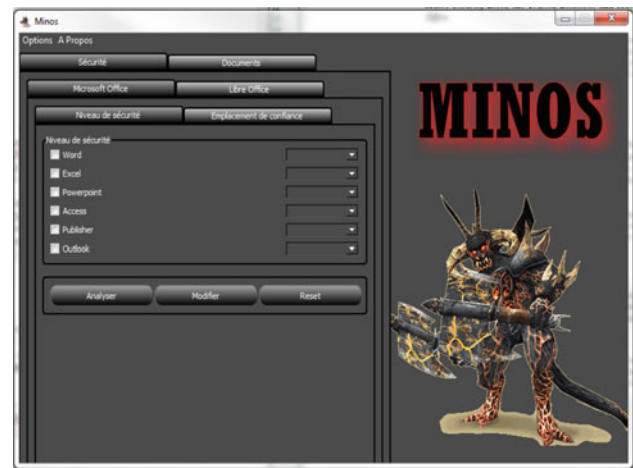 Minos
Options A Propos
Sécurité Documents
Microsoft Office Libre Office
Niveau de sécurité Emplacement de confiance
Niveau de sécurité
Word
Excel
Powerpoint
Access
Publisher
Outlook
Analyser Modifier Reset
MINOS